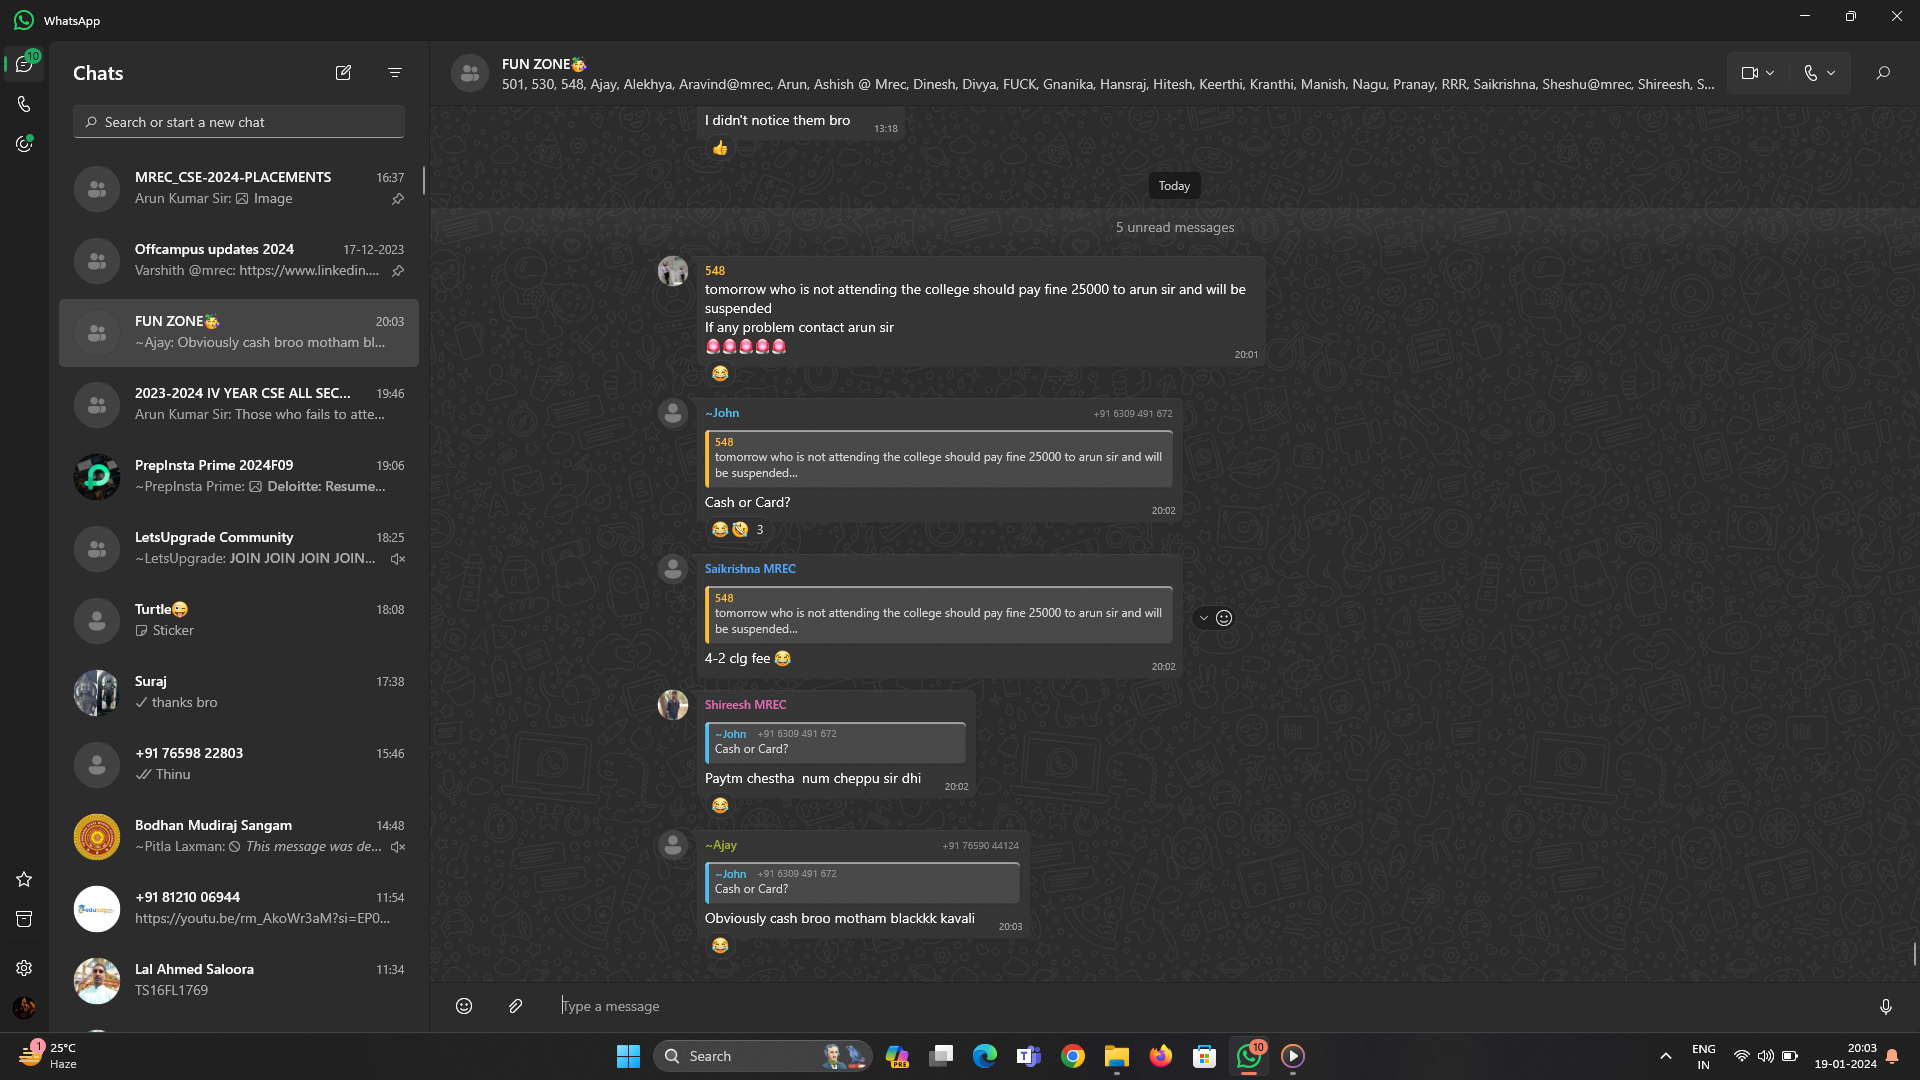 WhatsApp
10
Chats
Search or start a new chat
MREC_CSE-2024-PLACEMENTS 16:37
Arun Kumar Sir: Image
Offcampus updates 2024 17-12-2023
Varshith @mrec: https://www.linkedin....
FUN ZONE🥳 20:03
~Ajay: Obviously cash broo motham bl...
2023-2024 IV YEAR CSE ALL SEC... 19:46
Arun Kumar Sir: Those who fails to atte...
PrepInsta Prime 2024F09 19:06
~PrepInsta Prime: Deloitte: Resume...
LetsUpgrade Community 18:25
~LetsUpgrade: JOIN JOIN JOIN JOIN...
Turtle😜 18:08
Sticker
Suraj 17:38
thanks bro
+91 76598 22803 15:46
Thinu
Bodhan Mudiraj Sangam 14:48
~Pitla Laxman: This message was de...
+91 81210 06944 11:54
https://youtu.be/rm_AkoWr3aM?si=EP0...
Lal Ahmed Saloora 11:34
TS16FL1769
FUN ZONE🥳
501, 530, 548, Ajay, Alekhya, Aravind@mrec, Arun, Ashish @ Mrec, Dinesh, Divya, FUCK, Gnanika, Hansraj, Hitesh, Keerthi, Kranthi, Manish, Nagu, Pranay, RRR, Saikrishna, Sheshu@mrec, Shireesh, S...
I didn't notice them bro 13:18
👍
Today
5 unread messages
548
tomorrow who is not attending the college should pay fine 25000 to arun sir and will be
suspended
If any problem contact arun sir
🚨🚨🚨🚨🚨 20:01
😂
~John +91 6309 491 672
548
tomorrow who is not attending the college should pay fine 25000 to arun sir and will
be suspended...
Cash or Card? 20:02
😂🤣 3
Saikrishna MREC
548
tomorrow who is not attending the college should pay fine 25000 to arun sir and will
be suspended...
4-2 clg fee 😂 20:02
Shireesh MREC
~John +91 6309 491 672
Cash or Card?
Paytm chestha num cheppu sir dhi 20:02
😂
~Ajay +91 76590 44124
~John +91 6309 491 672
Cash or Card?
Obviously cash broo motham blackkk kavali 20:03
😂
Type a message
1
25°C
Haze
Search
PRE
10
ENG
IN
20:03
19-01-2024